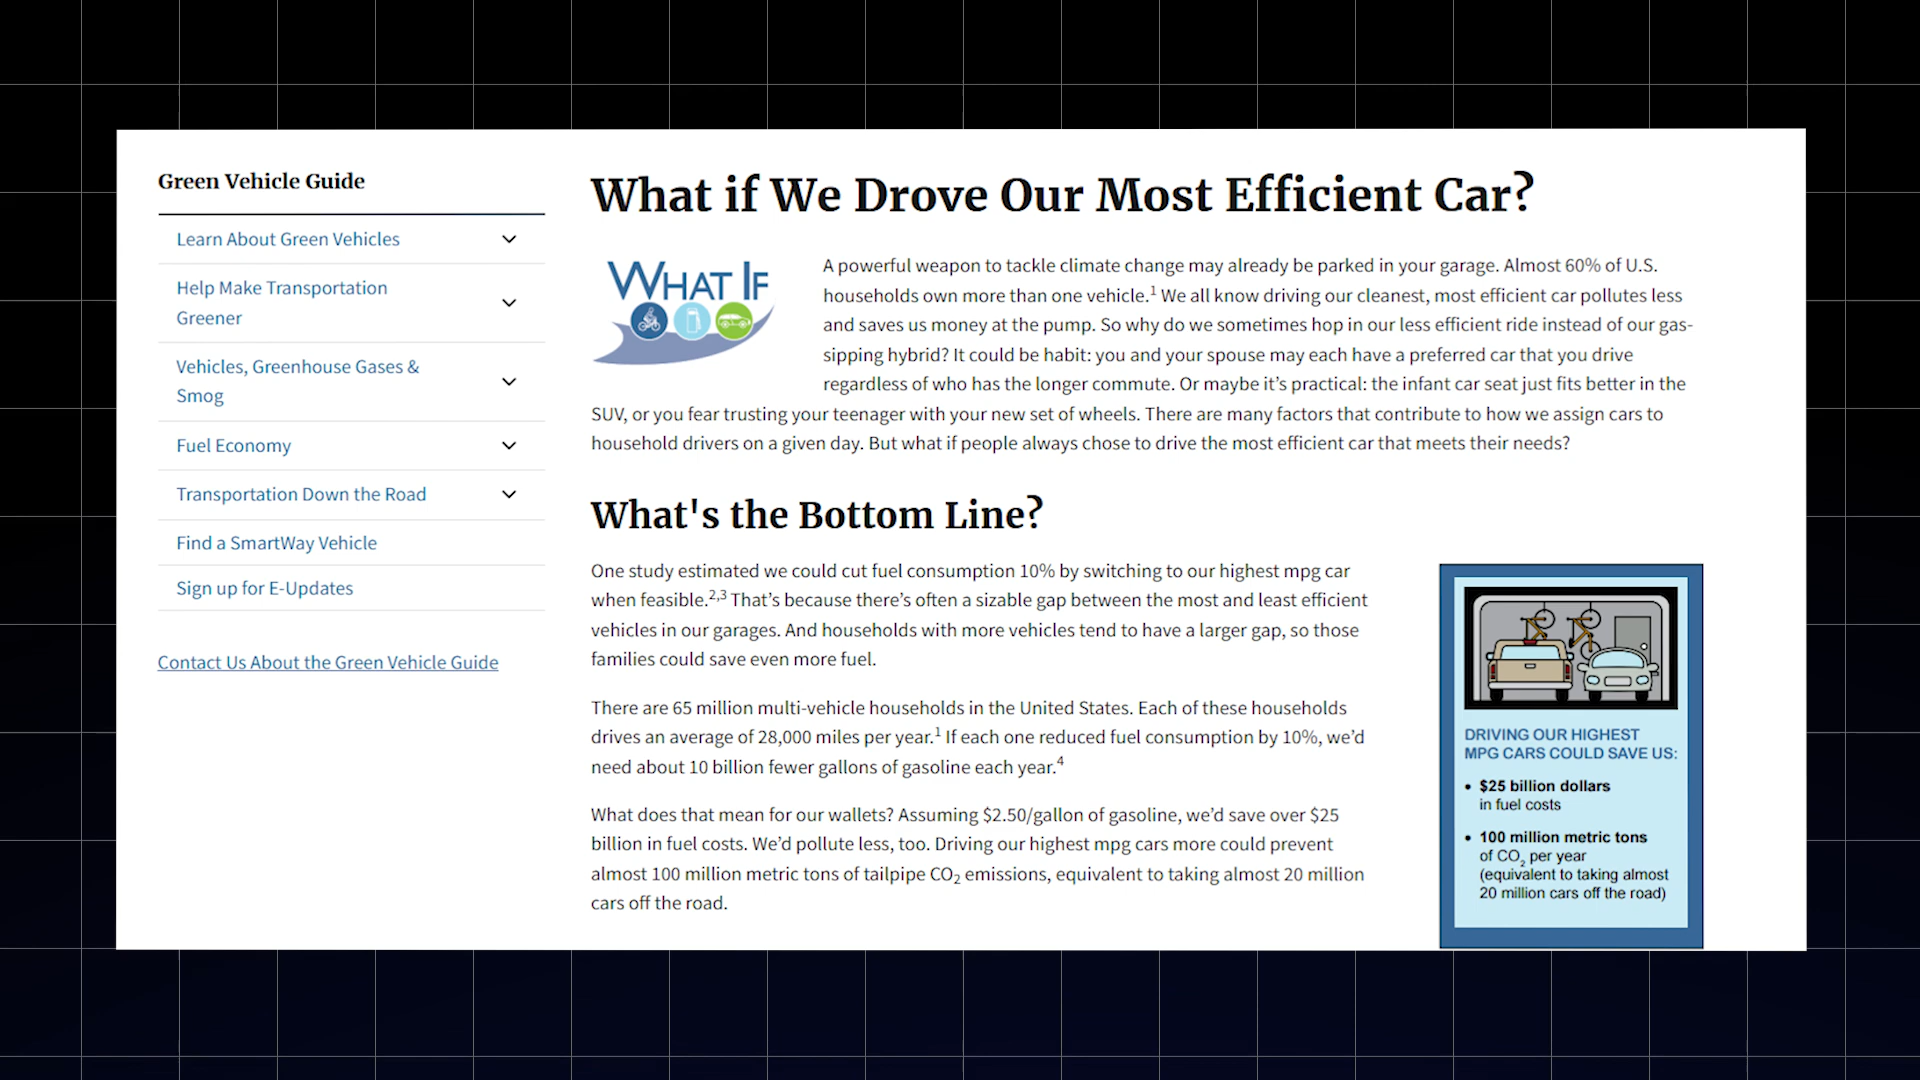 Green Vehicle Guide
Learn About Green Vehicles
Help Make Transportation
Greener
Vehicles, Greenhouse Gases &
Smog
Fuel Economy
Transportation Down the Road
Find a SmartWay Vehicle
Sign up for E-Updates
Contact Us About the Green Vehicle Guide
What if We Drove Our Most Efficient Car?
WHAT IF
A powerful weapon to tackle climate change may already be parked in your garage. Almost 60% of U.S.
households own more than one vehicle.1 We all know driving our cleanest, most efficient car pollutes less
and saves us money at the pump. So why do we sometimes hop in our less efficient ride instead of our gas-
sipping hybrid? It could be habit: you and your spouse may each have a preferred car that you drive
regardless of who has the longer commute. Or maybe it's practical: the infant car seat just fits better in the
SUV, or you fear trusting your teenager with your new set of wheels. There are many factors that contribute to how we assign cars to
household drivers on a given day. But what if people always chose to drive the most efficient car that meets their needs?
What's the Bottom Line?
One study estimated we could cut fuel consumption 10% by switching to our highest mpg car
when feasible.2,3 That's because there's often a sizable gap between the most and least efficient
vehicles in our garages. And households with more vehicles tend to have a larger gap, so those
families could save even more fuel.
There are 65 million multi-vehicle households in the United States. Each of these households
drives an average of 28,000 miles per year.1 If each one reduced fuel consumption by 10%, we'd
need about 10 billion fewer gallons of gasoline each year.4
What does that mean for our wallets? Assuming $2.50/gallon of gasoline, we'd save over $25
billion in fuel costs. We'd pollute less, too. Driving our highest mpg cars more could prevent
almost 100 million metric tons of tailpipe CO2 emissions, equivalent to taking almost 20 million
cars off the road.
DRIVING OUR HIGHEST
MPG CARS COULD SAVE US:
• $25 billion dollars
in fuel costs
• 100 million metric tons
of CO2 per year
(equivalent to taking almost
20 million cars off the road)